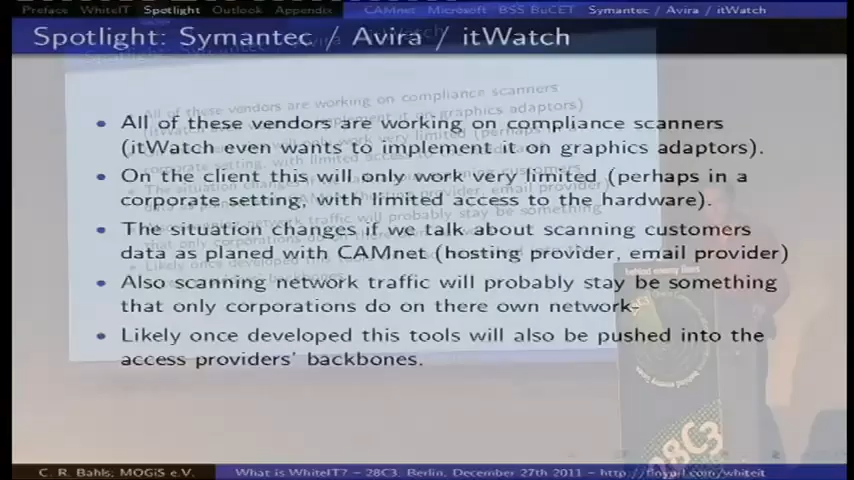 Preface WhiteIT Spotlight Outlook Appendix CAMnet Microsoft BSS BuCET Symantec / Avira / itWatch
Spotlight: Symantec / Avira / itWatch
• All of these vendors are working on compliance scanners
(itWatch even wants to implement it on graphics adaptors).
• On the client this will only work very limited (perhaps in a
corporate setting, with limited access to the hardware).
• The situation changes if we talk about scanning customers
data as planed with CAMnet (hosting provider, email provider)
• Also scanning network traffic will probably stay be something
that only corporations do on there own network.
• Likely once developed this tools will also be pushed into the
access providers' backbones.
behind enemy lines
28C3
C. R. Bahls; MOGiS e.V. What is WhiteIT? – 28C3, Berlin, December 27th 2011 – http://tinyurl.com/whiteit